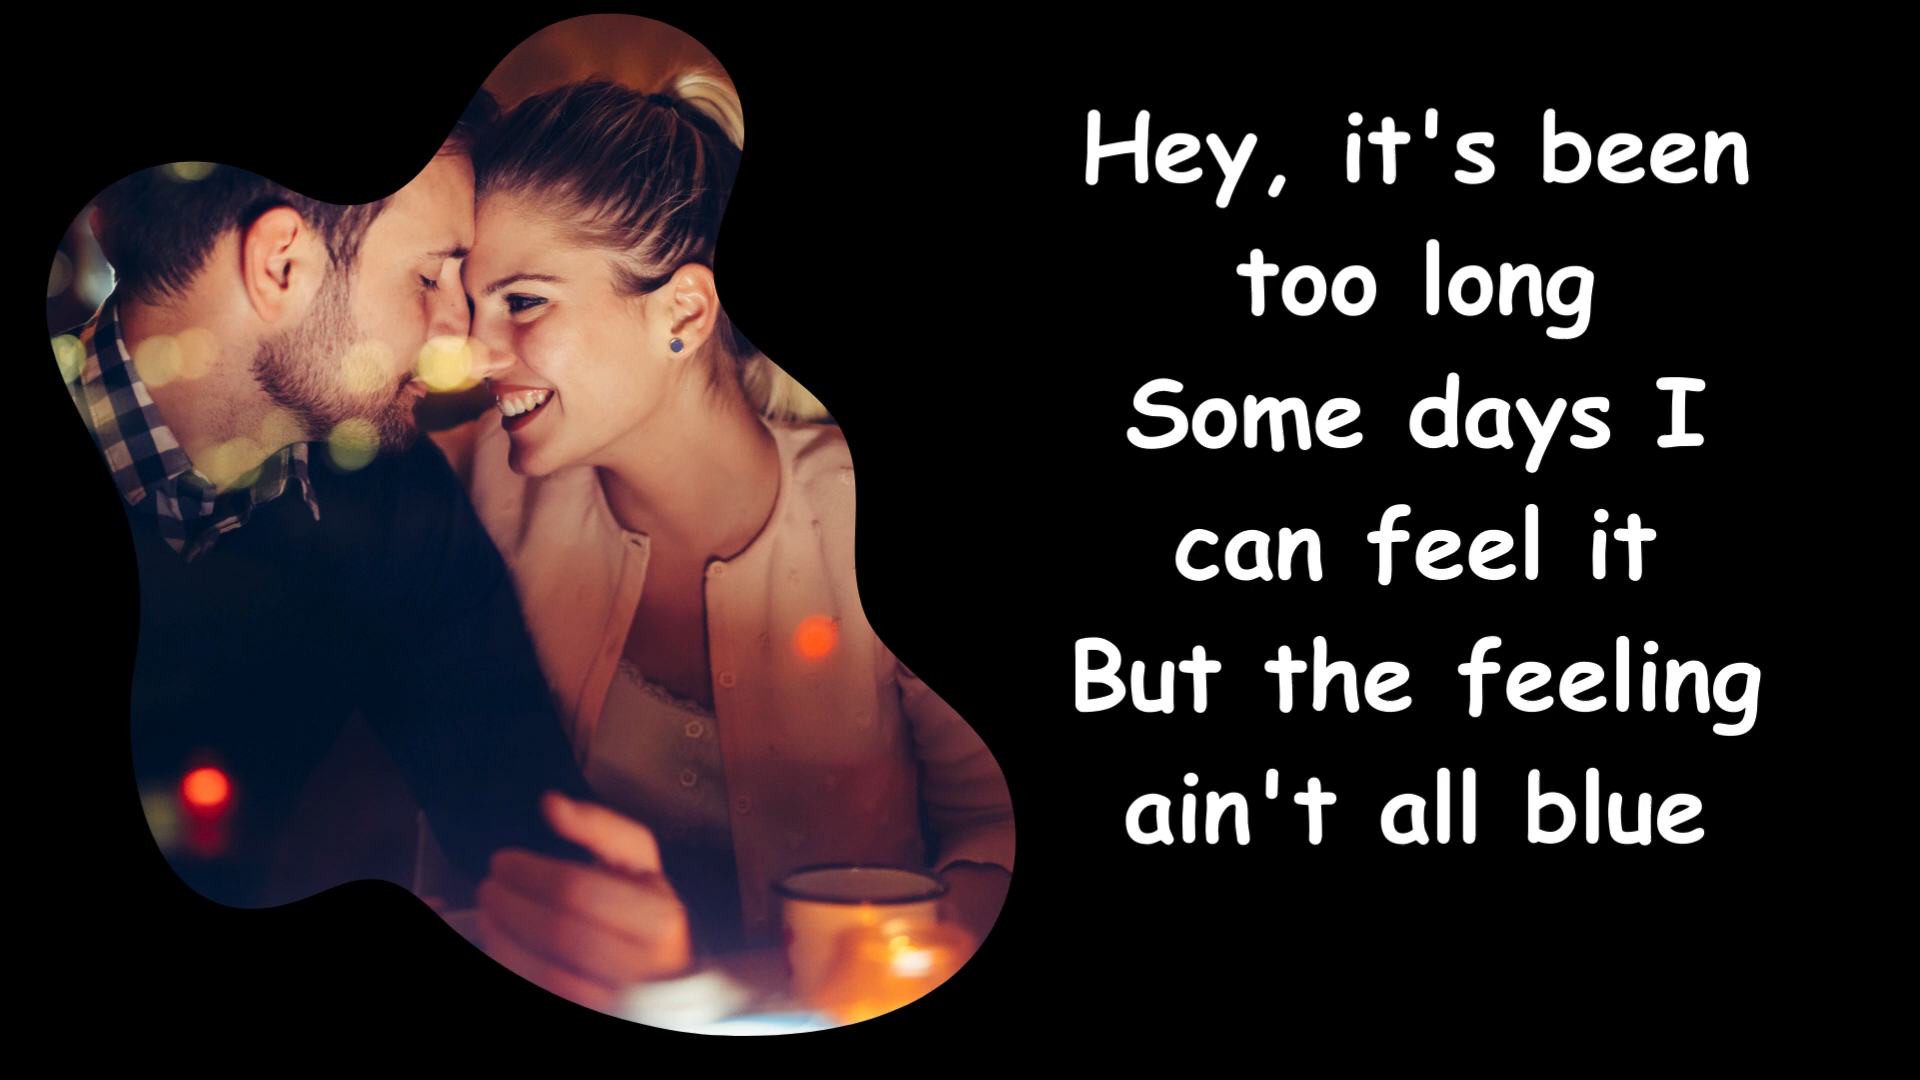 Hey, it's been
too long
Some days I
can feel it
But the feeling
ain't all blue